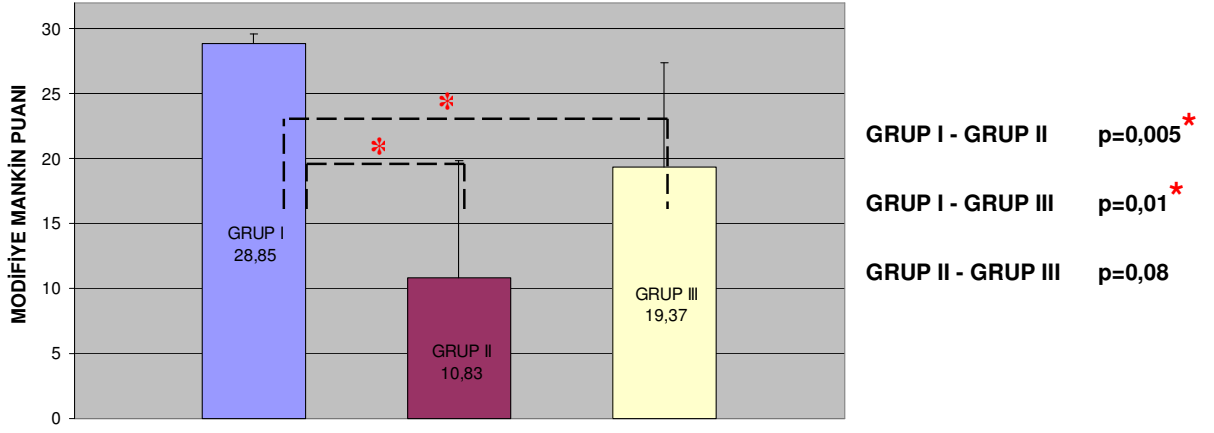 MODİFİYE MANKİN PUANI
30
25
20
15
10
5
0
GRUP I
28,85
GRUP II
10,83
GRUP III
19,37
*
*
GRUP I - GRUP II p=0,005*
GRUP I - GRUP III p=0,01*
GRUP II - GRUP III p=0,08